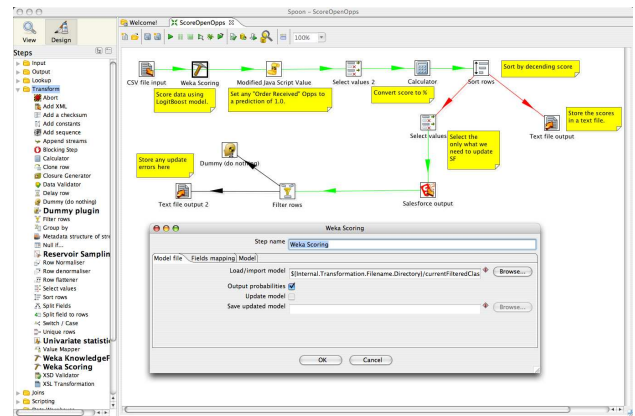 Spoon - ScoreOpenOpps
View
Design
Welcome!
ScoreOpenOpps
100%
Steps
Input
Output
Lookup
Transform
Abort
Add XML
Add a checksum
Add constants
Add sequence
Append streams
Blocking Step
Calculator
Clone row
Closure Generator
Data Validator
Delay row
Dummy (do nothing)
Dummy plugin
Filter rows
Group by
Metadata structure of stre
Null if...
Reservoir Samplin
Row Normaliser
Row denormaliser
Row flattener
Select values
Sort rows
Split Fields
Split field to rows
Switch / Case
Unique rows
Univariate statisti
Value Mapper
Weka KnowledgeF
Weka Scoring
XSD Validator
XSL Transformation
Joins
Scripting
CSV file input
Weka Scoring
Modified Java Script Value
Select values 2
Calculator
Sort rows
Sort by decending score
Score data using
LogitBoost model.
Set any "Order Received" Opps to
a prediction of 1.0.
Convert score to %
Store the scores
in a text file.
Select values
Select the
only what we
need to update
SF
Text file output
Store any update
errors here
Dummy (do nothing)
Text file output 2
Filter rows
Salesforce output
Weka Scoring
Step name
Weka Scoring
Model file
Fields mapping
Model
Load/import model
${Internal.Transformation.Filename.Directory}/currentFilteredClas
Browse...
Output probabilities
Update model
Save updated model
Browse...
OK
Cancel